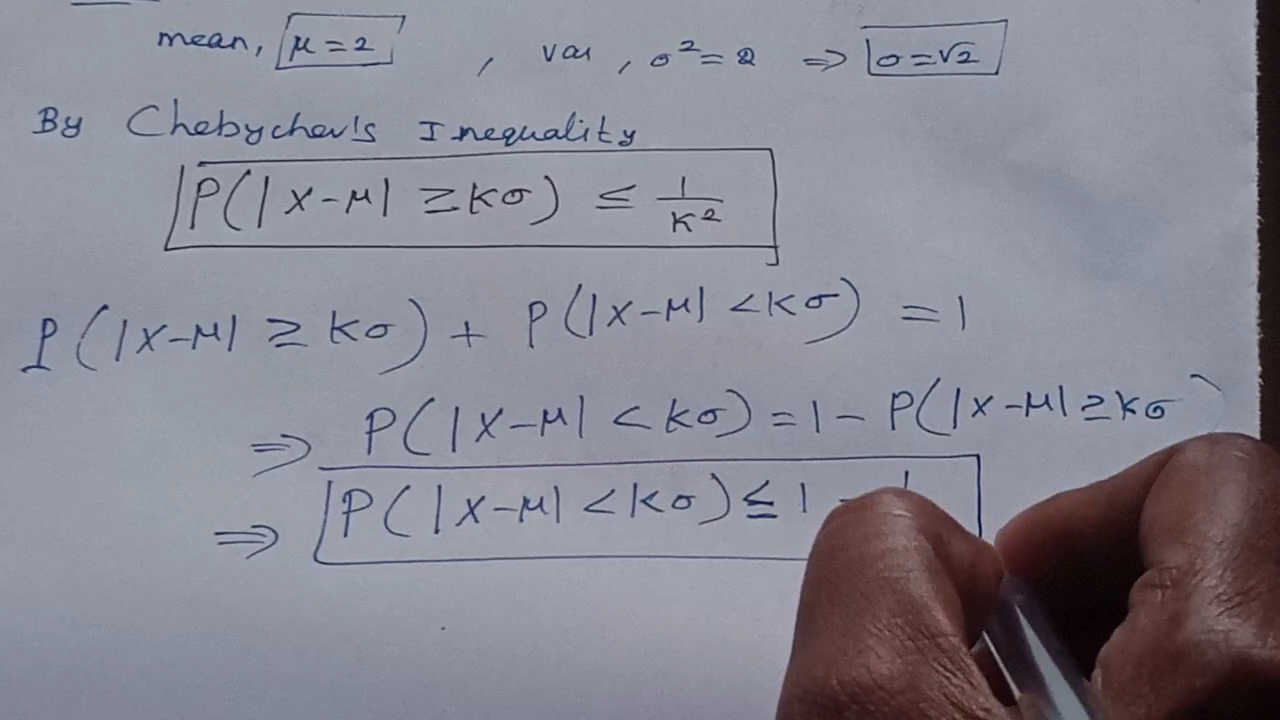 mean, μ = 2 , var, σ² = 2 ⇒ σ = √2
By Chebychev's Inequality
P(|X-μ| ≥ kσ) ≤ 1/k²
P(|X-μ| ≥ kσ) + P(|X-μ| < kσ) = 1
⇒ P(|X-μ| < kσ) = 1 - P(|X-μ| ≥ kσ)
⇒ P(|X-μ| < kσ) ≤ 1 -